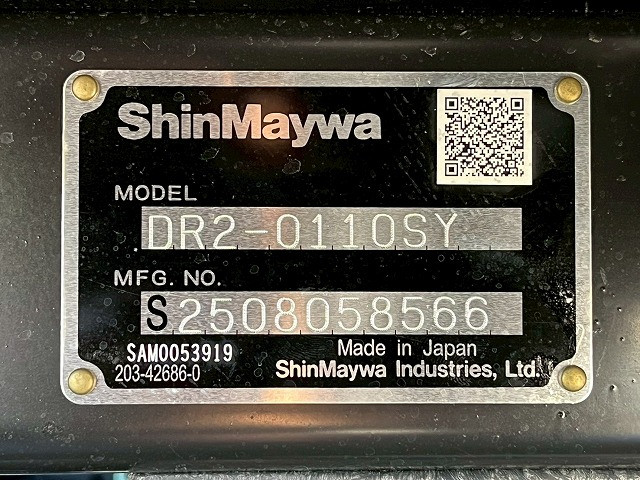 ShinMaywa
MODEL
DR2-0110SY
MFG. NO.
S2508058566
SAM0053919
Made in Japan
203-42686-0
ShinMaywa Industries, Ltd.